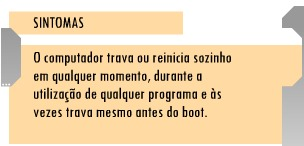 SINTOMAS
O computador trava ou reinicia sozinho
em qualquer momento, durante a
utilização de qualquer programa e às
vezes trava mesmo antes do boot.